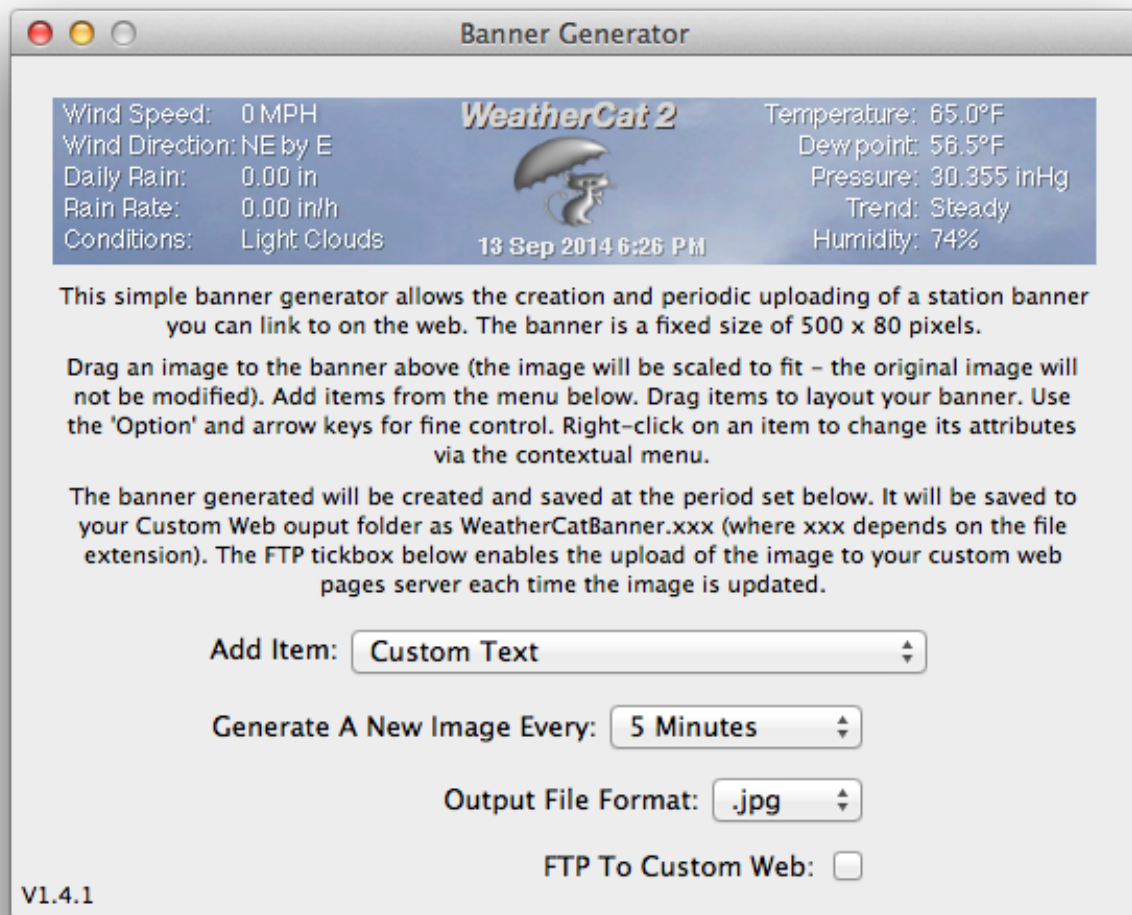 Banner Generator
Wind Speed: 0 MPH
Wind Direction: NE by E
Daily Rain: 0.00 in
Rain Rate: 0.00 in/h
Conditions: Light Clouds
WeatherCat 2
13 Sep 2014 6:26 PM
Temperature: 65.0°F
Dewpoint: 56.5°F
Pressure: 30.355 inHg
Trend: Steady
Humidity: 74%
This simple banner generator allows the creation and periodic uploading of a station banner
you can link to on the web. The banner is a fixed size of 500 x 80 pixels.
Drag an image to the banner above (the image will be scaled to fit - the original image will
not be modified). Add items from the menu below. Drag items to layout your banner. Use
the 'Option' and arrow keys for fine control. Right-click on an item to change its attributes
via the contextual menu.
The banner generated will be created and saved at the period set below. It will be saved to
your Custom Web ouput folder as WeatherCatBanner.xxx (where xxx depends on the file
extension). The FTP tickbox below enables the upload of the image to your custom web
pages server each time the image is updated.
Add Item: Custom Text
Generate A New Image Every: 5 Minutes
Output File Format: .jpg
FTP To Custom Web:
V1.4.1